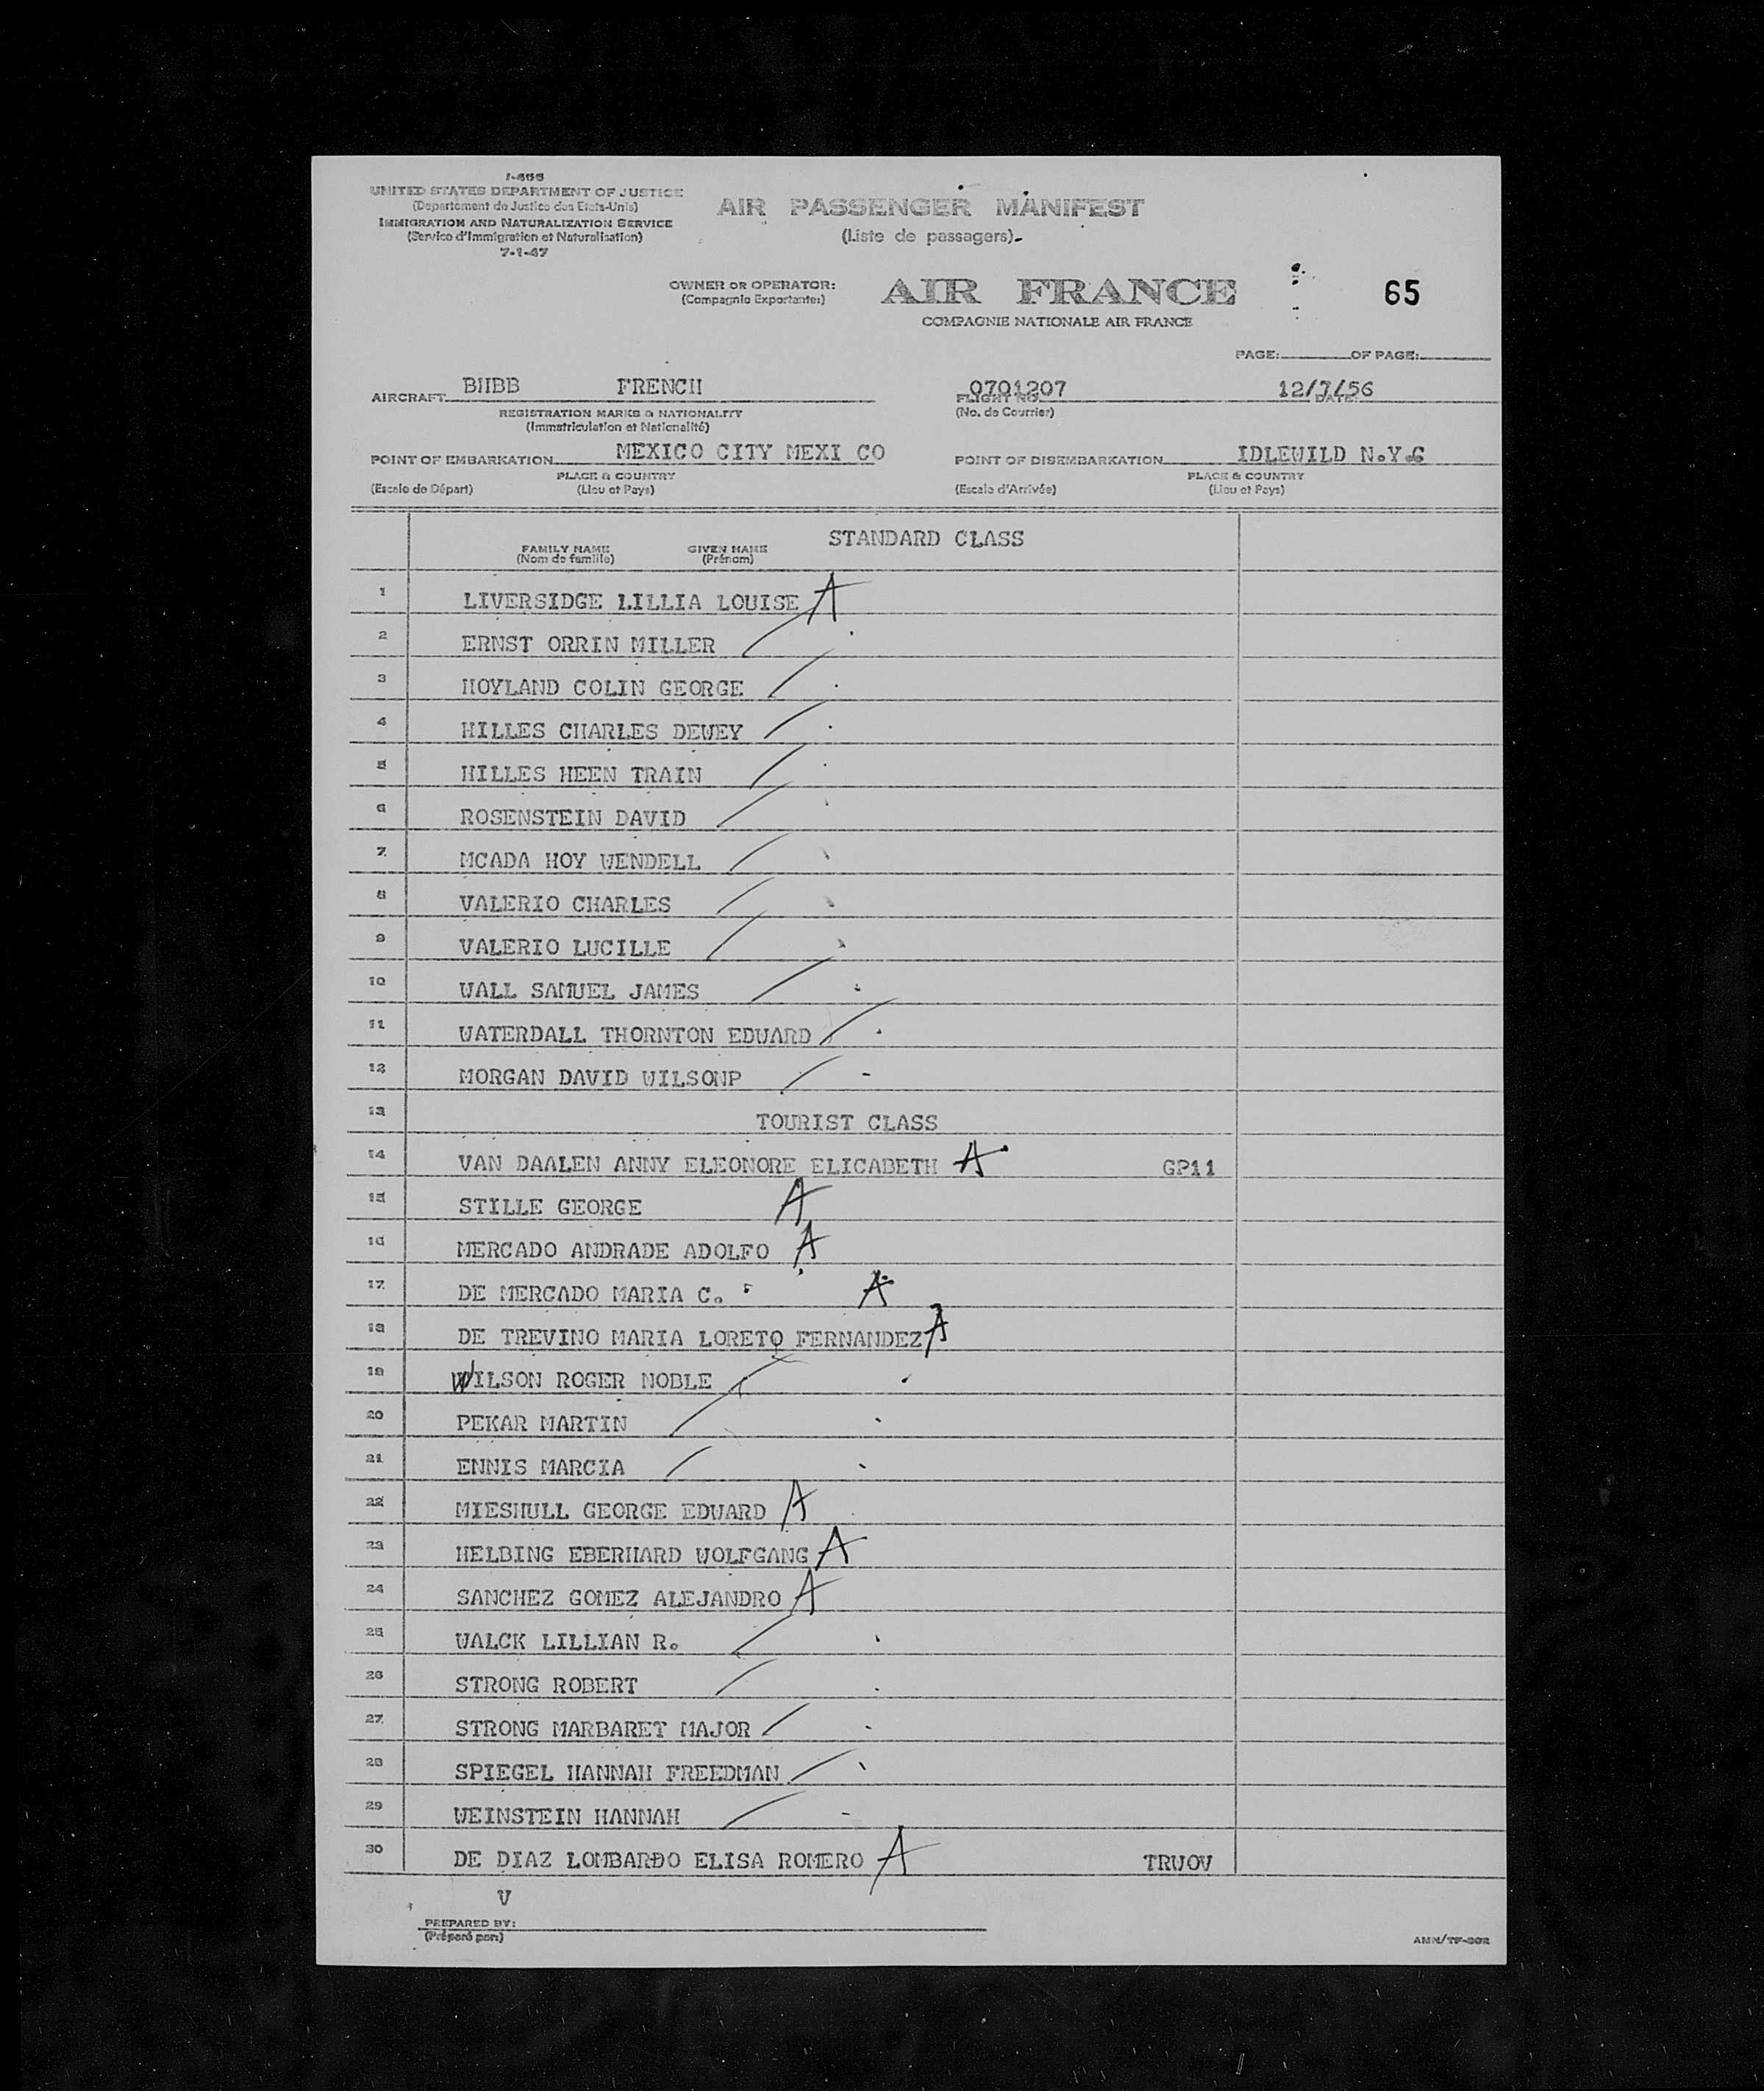 I-466
UNITED STATES DEPARTMENT OF JUSTICE
(Departement de Justice des Etats-Unis)
IMMIGRATION AND NATURALIZATION SERVICE
(Service d'Immigration et Naturalisation)
7-1-47
AIR PASSENGER MANIFEST
(Liste de passagers)
OWNER OR OPERATOR:
(Compagnie Exportante:)
AIR FRANCE
COMPAGNIE NATIONALE AIR FRANCE
65
PAGE: OF PAGE:
AIRCRAFT BHBB FRENCH
REGISTRATION MARKS & NATIONALITY
(Immatriculation et Nationalité)
0701207
FLIGHT NO.
(No. de Courrier)
12/7/56
DATE:
POINT OF EMBARKATION MEXICO CITY MEXI CO
PLACE & COUNTRY
(Escale de Départ) (Lieu et Pays)
POINT OF DISEMBARKATION IDLEWILD N.Y.C
PLACE & COUNTRY
(Escale d'Arrivée) (Lieu et Pays)
STANDARD CLASS
FAMILY NAME GIVEN NAME
(Nom de famille) (Prénom)
1 LIVERSIDGE LILLIA LOUISE A
2 ERNST ORRIN MILLER
3 HOYLAND COLIN GEORGE
4 HILLES CHARLES DEWEY
5 HILLES HEEN TRAIN
6 ROSENSTEIN DAVID
7 MCADA HOY WENDELL
8 VALERIO CHARLES
9 VALERIO LUCILLE
10 WALL SAMUEL JAMES
11 WATERDALL THORNTON EDWARD
12 MORGAN DAVID WILSONP
13 TOURIST CLASS
14 VAN DAALEN ANNY ELEONORE ELICABETH A GP11
15 STILLE GEORGE A
16 MERCADO ANDRADE ADOLFO A
17 DE MERCADO MARIA C. A
18 DE TREVINO MARIA LORETO FERNANDEZ A
19 WILSON ROGER NOBLE
20 PEKAR MARTIN
21 ENNIS MARCIA
22 MIESHULL GEORGE EDWARD A
23 HELBING EBERHARD WOLFGANG A
24 SANCHEZ GOMEZ ALEJANDRO A
25 WALCK LILLIAN R.
26 STRONG ROBERT
27 STRONG MARBARET MAJOR
28 SPIEGEL HANNAH FREEDMAN
29 WEINSTEIN HANNAH
30 DE DIAZ LOMBARDO ELISA ROMERO A TRWOV
V
PREPARED BY:
(Préparé par:)